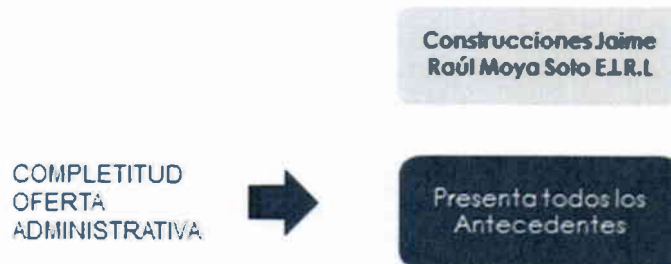 Construcciones Jaime
Raúl Moya Soto E.I.R.L
COMPLETITUD
OFERTA
ADMINISTRATIVA
Presenta todos los
Antecedentes